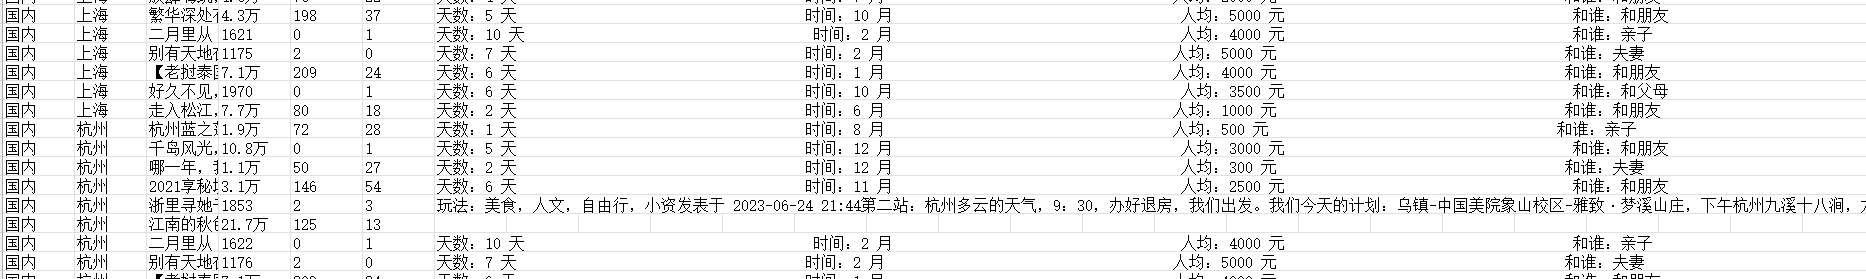 国内 上海 繁华深处 4.3万 198 37 天数：5 天 时间：10 月 人均：5000 元 和谁：和朋友
国内 上海 二月里从 1621 0 1 天数：10 天 时间：2 月 人均：4000 元 和谁：亲子
国内 上海 别有天地 1175 2 0 天数：7 天 时间：2 月 人均：5000 元 和谁：夫妻
国内 上海 【老挝泰 7.1万 209 24 天数：6 天 时间：1 月 人均：4000 元 和谁：和朋友
国内 上海 好久不见， 1970 0 1 天数：6 天 时间：10 月 人均：3500 元 和谁：和父母
国内 上海 走入松江， 7.7万 80 18 天数：2 天 时间：6 月 人均：1000 元 和谁：和朋友
国内 杭州 杭州蓝之 1.9万 72 28 天数：1 天 时间：8 月 人均：500 元 和谁：亲子
国内 杭州 千岛风光， 10.8万 0 1 天数：5 天 时间：12 月 人均：3000 元 和谁：和朋友
国内 杭州 哪一年， 1.1万 50 27 天数：2 天 时间：12 月 人均：300 元 和谁：夫妻
国内 杭州 2021享秘 3.1万 146 54 天数：6 天 时间：11 月 人均：2500 元 和谁：和朋友
国内 杭州 浙里寻她 1853 2 3 玩法：美食，人文，自由行，小资发表于 2023-06-24 21:44第二站：杭州多云的天气，9：30，办好退房，我们出发。我们今天的计划：乌镇-中国美院象山校区-雅致·梦溪山庄，下午杭州九溪十八涧，
国内 杭州 江南的秋 21.7万 125 13
国内 杭州 二月里从 1622 0 1 天数：10 天 时间：2 月 人均：4000 元 和谁：亲子
国内 杭州 别有天地 1176 2 0 天数：7 天 时间：2 月 人均：5000 元 和谁：夫妻